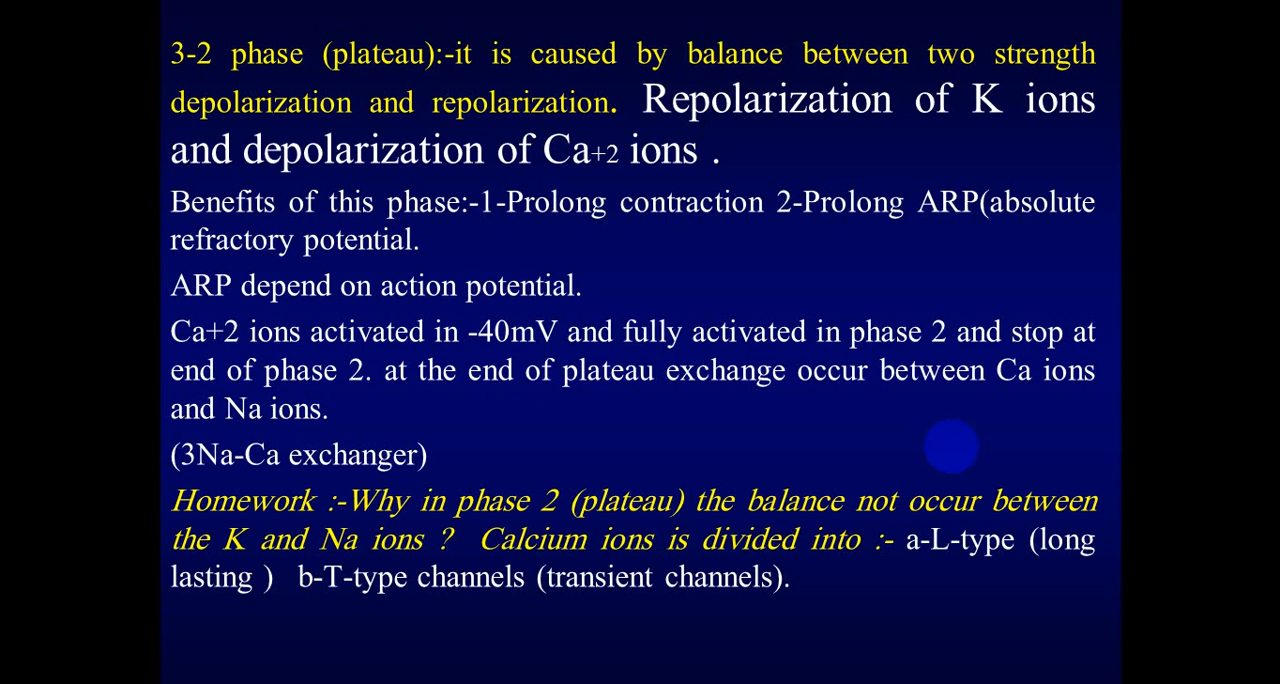 3-2 phase (plateau):-it is caused by balance between two strength
depolarization and repolarization. Repolarization of K ions
and depolarization of Ca+2 ions .
Benefits of this phase:-1-Prolong contraction 2-Prolong ARP(absolute
refractory potential.
ARP depend on action potential.
Ca+2 ions activated in -40mV and fully activated in phase 2 and stop at
end of phase 2. at the end of plateau exchange occur between Ca ions
and Na ions.
(3Na-Ca exchanger)
Homework :-Why in phase 2 (plateau) the balance not occur between
the K and Na ions ? Calcium ions is divided into :- a-L-type (long
lasting ) b-T-type channels (transient channels).